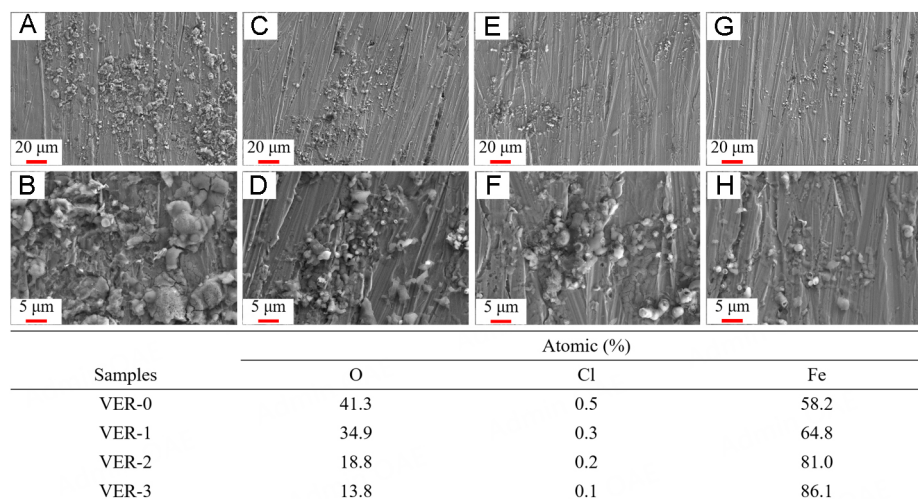 A C E G
20 μm 20 μm 20 μm 20 μm
B D F H
5 μm 5 μm 5 μm 5 μm
Atomic (%)
Samples O Cl Fe
VER-0 41.3 0.5 58.2
VER-1 34.9 0.3 64.8
VER-2 18.8 0.2 81.0
VER-3 13.8 0.1 86.1